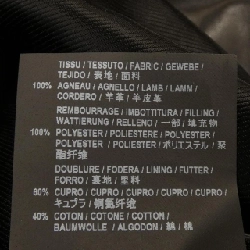 TISSU / TESSUTO / FABRIC / GEWEBE /
TEJIDO / 表地 / 面料
100% AGNEAU / AGNELLO / LAMB / LAMM /
CORDERO / 羊革 / 羊皮革
REMBOURRAGE / IMBOTTITURA / FILLING /
WATTIERUNG / RELLENO / 一部 / 填充物
100% POLYESTER / POLIESTERE / POLYESTER /
POLYESTER / POLIESTER / ポリエステル / 聚
酯纤维
DOUBLURE / FODERA / LINING / FUTTER /
FORRO / 裏地 / 里料
60% CUPRO / CUPRO / CUPRO / CUPRO / CUPRO /
キュプラ / 铜氨纤维
40% COTON / COTONE / COTTON /
BAUMWOLLE / ALGODON / 綿 / 棉